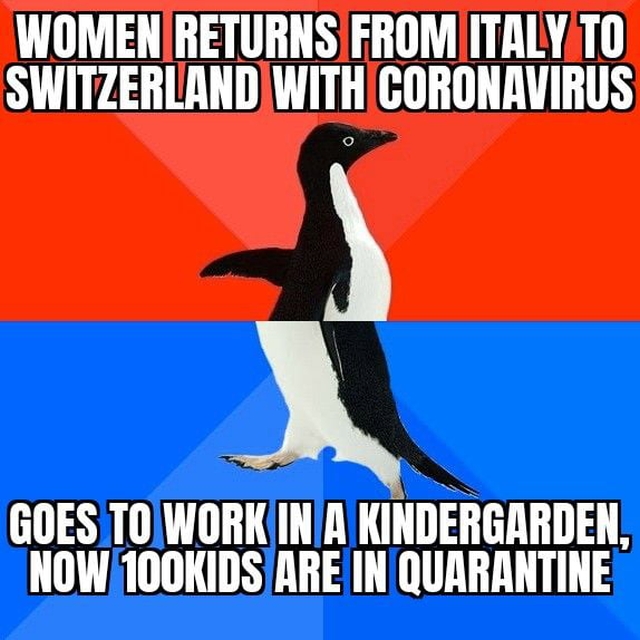 WOMEN RETURNS FROM ITALY TO
SWITZERLAND WITH CORONAVIRUS
GOES TO WORK IN A KINDERGARDEN,
NOW 100KIDS ARE IN QUARANTINE